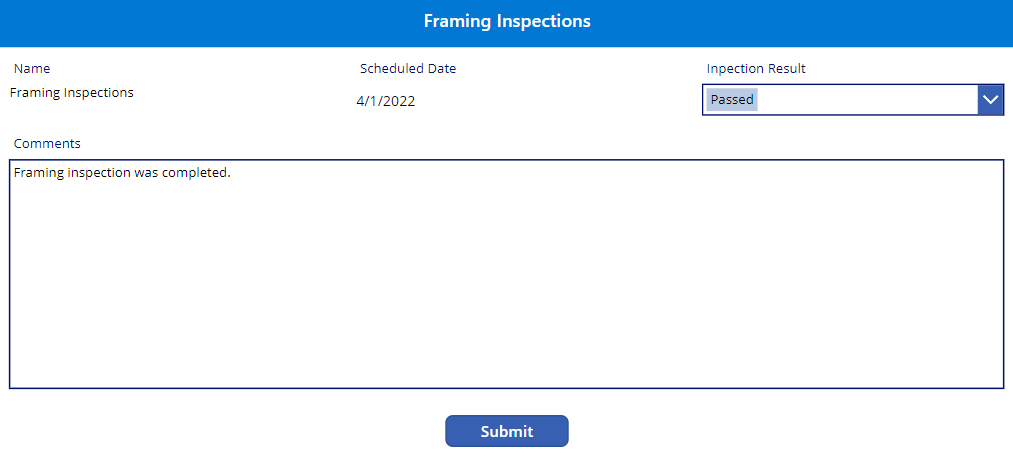 Framing Inspections
Name
Scheduled Date
Inpection Result
Framing Inspections
4/1/2022
Passed
Comments
Framing inspection was completed.
Submit